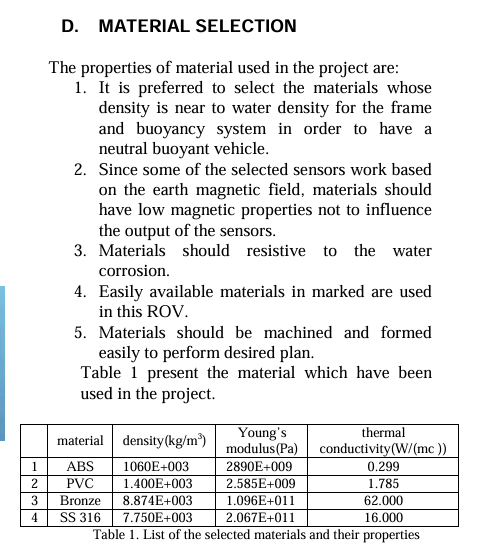 D. MATERIAL SELECTION
The properties of material used in the project are:
1. It is preferred to select the materials whose
density is near to water density for the frame
and buoyancy system in order to have a
neutral buoyant vehicle.
2. Since some of the selected sensors work based
on the earth magnetic field, materials should
have low magnetic properties not to influence
the output of the sensors.
3. Materials should resistive to the water
corrosion.
4. Easily available materials in marked are used
in this ROV.
5. Materials should be machined and formed
easily to perform desired plan.
Table 1 present the material which have been
used in the project.
material density(kg/m³) Young's modulus(Pa) thermal conductivity(W/(mc ))
1 ABS 1060E+003 2890E+009 0.299
2 PVC 1.400E+003 2.585E+009 1.785
3 Bronze 8.874E+003 1.096E+011 62.000
4 SS 316 7.750E+003 2.067E+011 16.000
Table 1. List of the selected materials and their properties